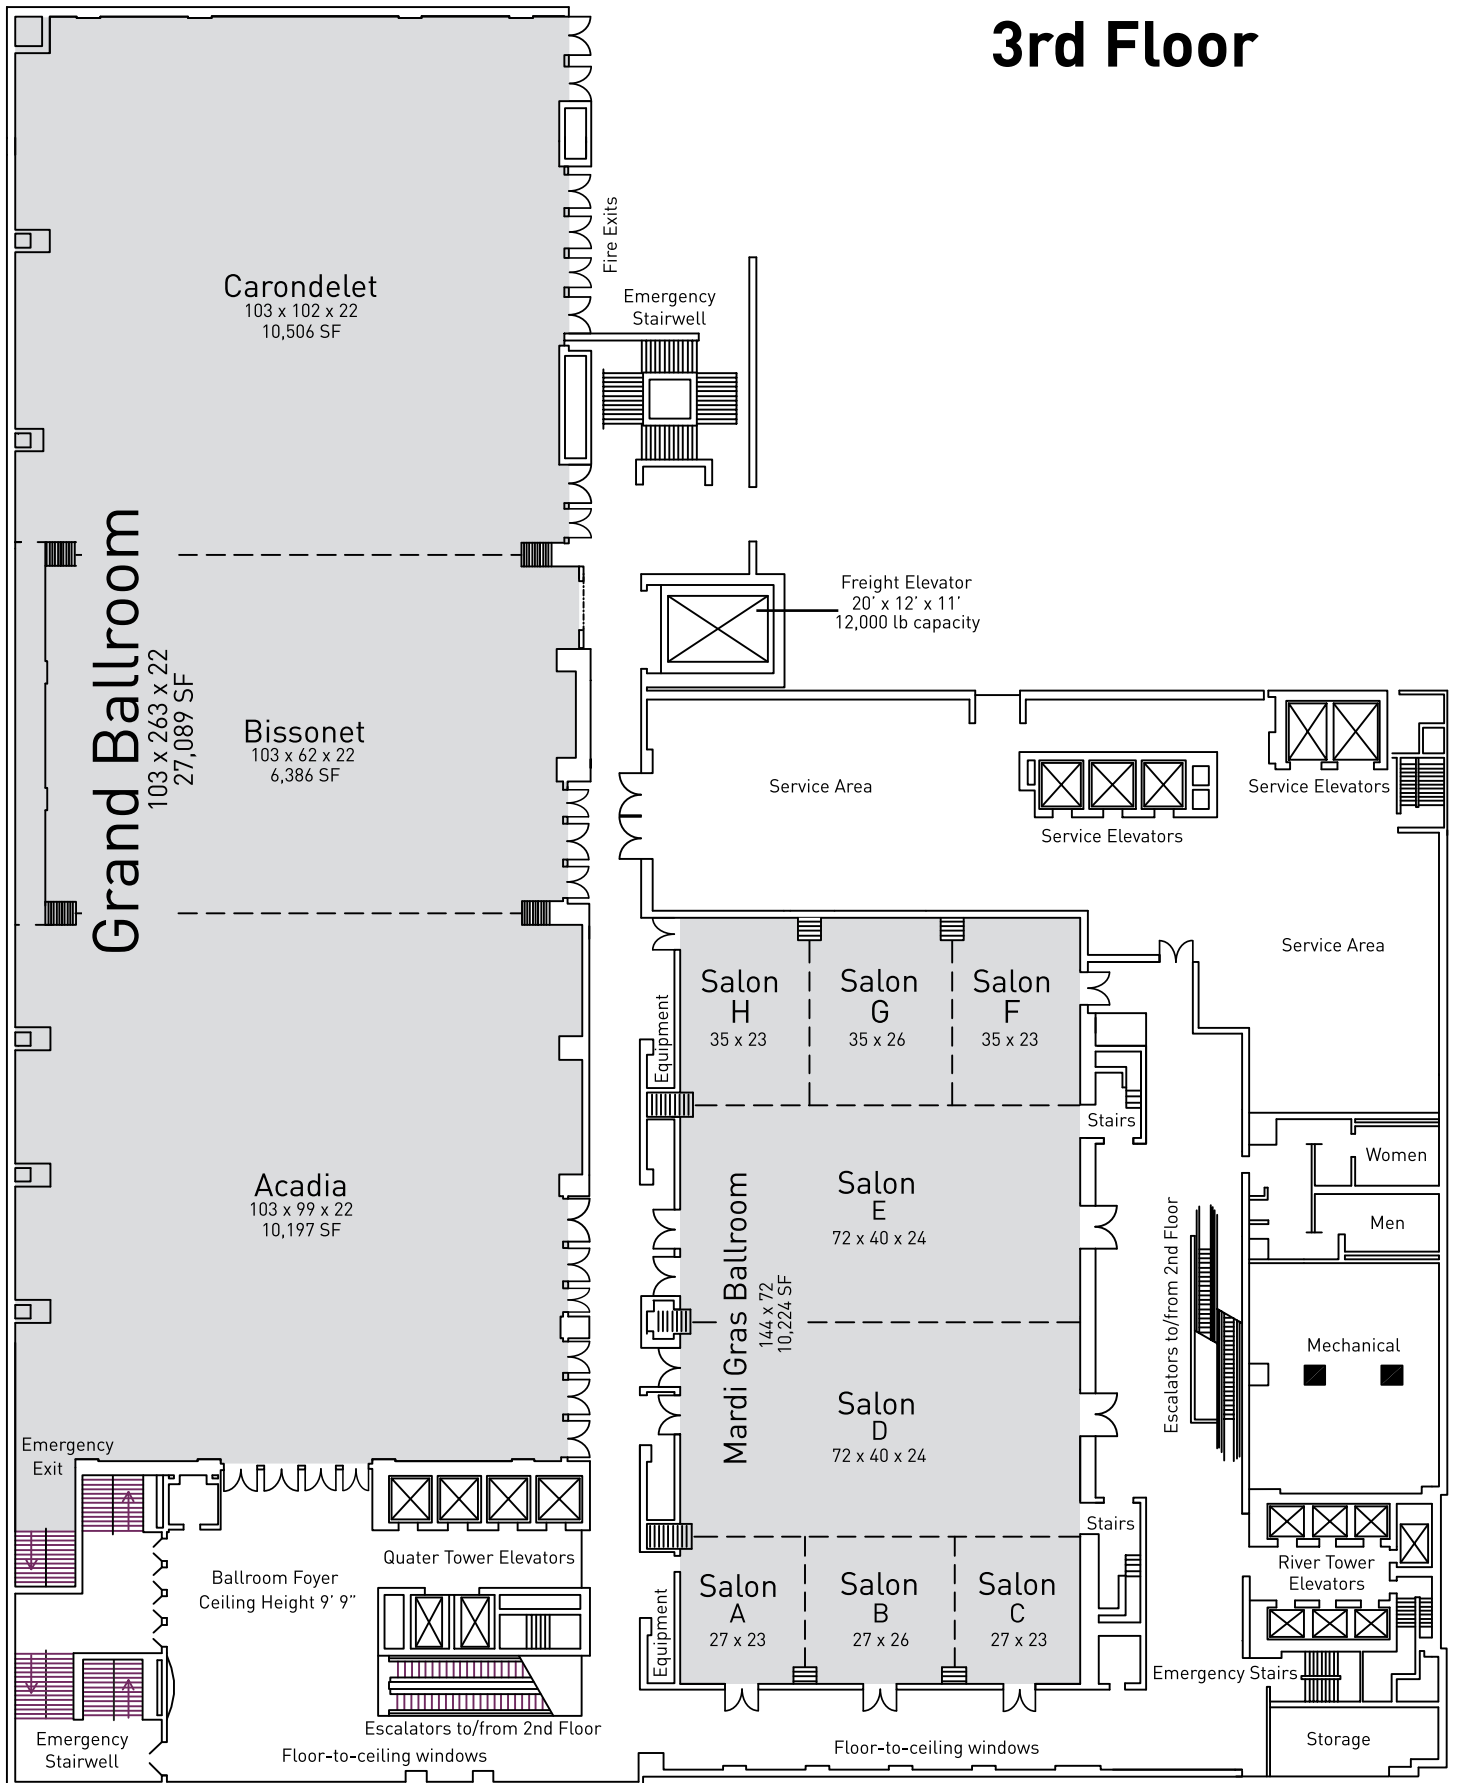 3rd Floor
Carondelet
103 x 102 x 22
10,506 SF
Fire Exits
Emergency
Stairwell
Grand Ballroom
103 x 263 x 22
27,089 SF
Freight Elevator
20' x 12' x 11'
12,000 lb capacity
Bissonet
103 x 62 x 22
6,386 SF
Service Area
Service Elevators
Service Elevators
Service Area
Salon
H
35 x 23
Salon
G
35 x 26
Salon
F
35 x 23
Equipment
Stairs
Women
Men
Acadia
103 x 99 x 22
10,197 SF
Salon
E
72 x 40 x 24
Mardi Gras Ballroom
144 x 72
10,224 SF
Escalators to/from 2nd Floor
Mechanical
Salon
D
72 x 40 x 24
Emergency
Exit
Stairs
Quater Tower Elevators
Ballroom Foyer
Ceiling Height 9' 9"
River Tower
Elevators
Equipment
Salon
A
27 x 23
Salon
B
27 x 26
Salon
C
27 x 23
Emergency Stairs
Escalators to/from 2nd Floor
Emergency
Stairwell
Floor-to-ceiling windows
Floor-to-ceiling windows
Storage